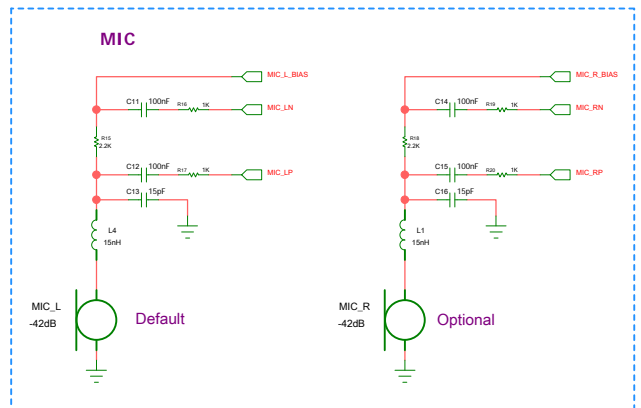 MIC
MIC_L_BIAS
C11 100nF R16 1K MIC_LN
R15
2.2K
C12 100nF R17 1K MIC_LP
C13 15pF
L4
15nH
MIC_L
-42dB
Default
MIC_R_BIAS
C14 100nF R19 1K MIC_RN
R18
2.2K
C15 100nF R20 1K MIC_RP
C16 15pF
L1
15nH
MIC_R
-42dB
Optional